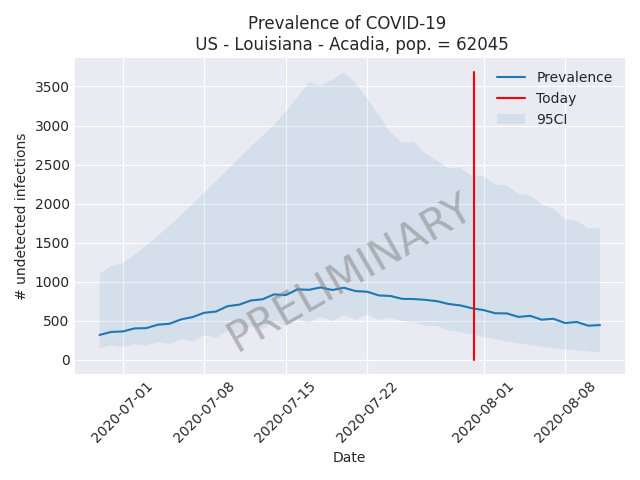 Prevalence of COVID-19
US - Louisiana - Acadia, pop. = 62045
Prevalence
Today
95CI
# undetected infections
3500
3000
2500
2000
1500
1000
500
0
PRELIMINARY
2020-07-01
2020-07-08
2020-07-15
2020-07-22
2020-08-01
2020-08-08
Date